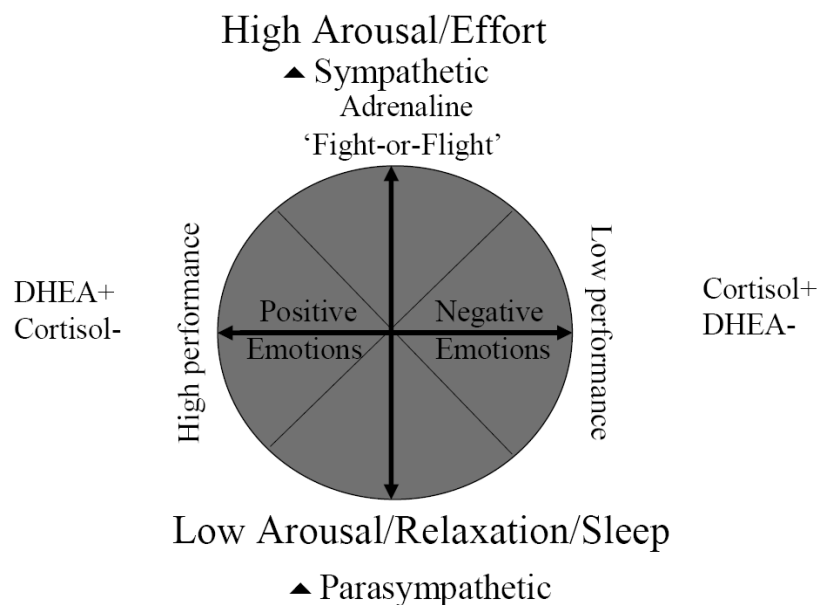 High Arousal/Effort
▲ Sympathetic
Adrenaline
‘Fight-or-Flight’
High performance
Low performance
DHEA+
Cortisol-
Positive
Emotions
Negative
Emotions
Cortisol+
DHEA-
Low Arousal/Relaxation/Sleep
▲ Parasympathetic